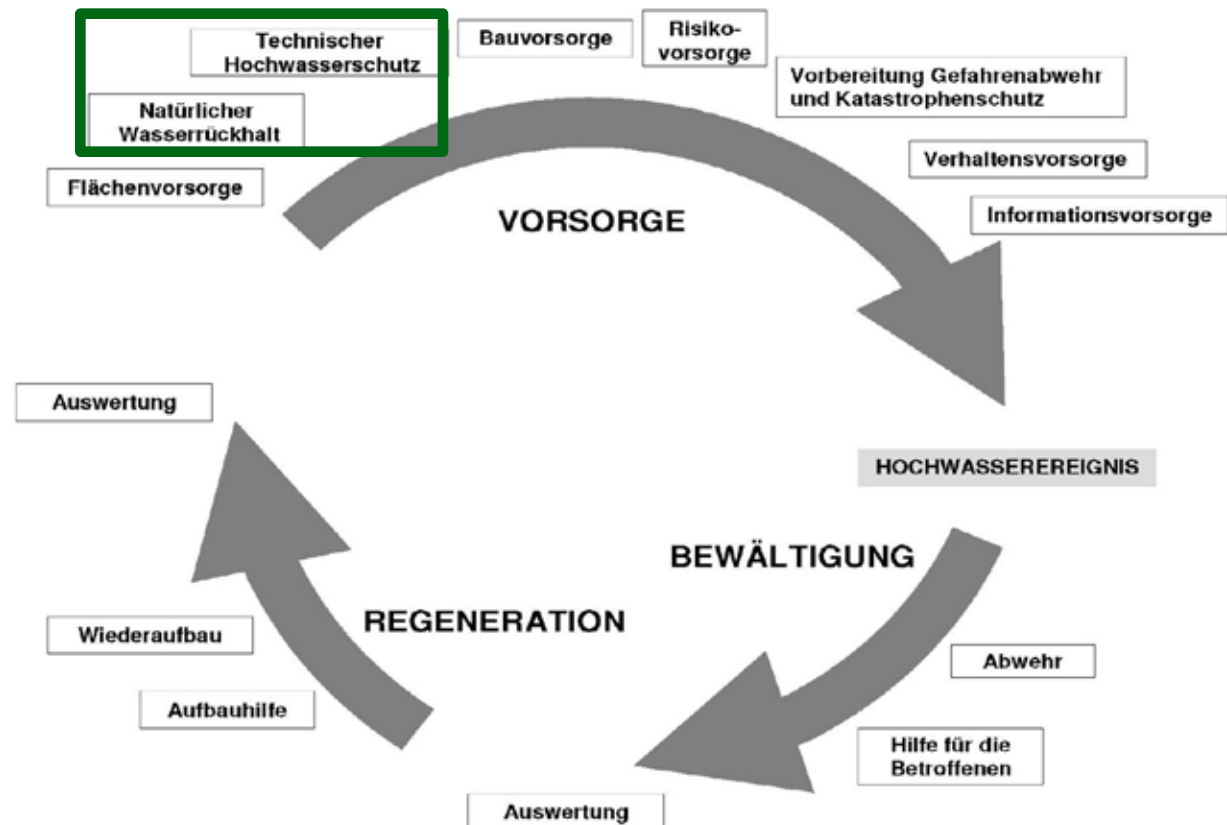 Technischer
Hochwasserschutz
Bauvorsorge
Risiko-
vorsorge
Vorbereitung Gefahrenabwehr
und Katastrophenschutz
Natürlicher
Wasserrückhalt
Verhaltensvorsorge
Flächenvorsorge
Informationsvorsorge
VORSORGE
Auswertung
HOCHWASSEREREIGNIS
BEWÄLTIGUNG
REGENERATION
Wiederaufbau
Abwehr
Aufbauhilfe
Hilfe für die
Betroffenen
Auswertung